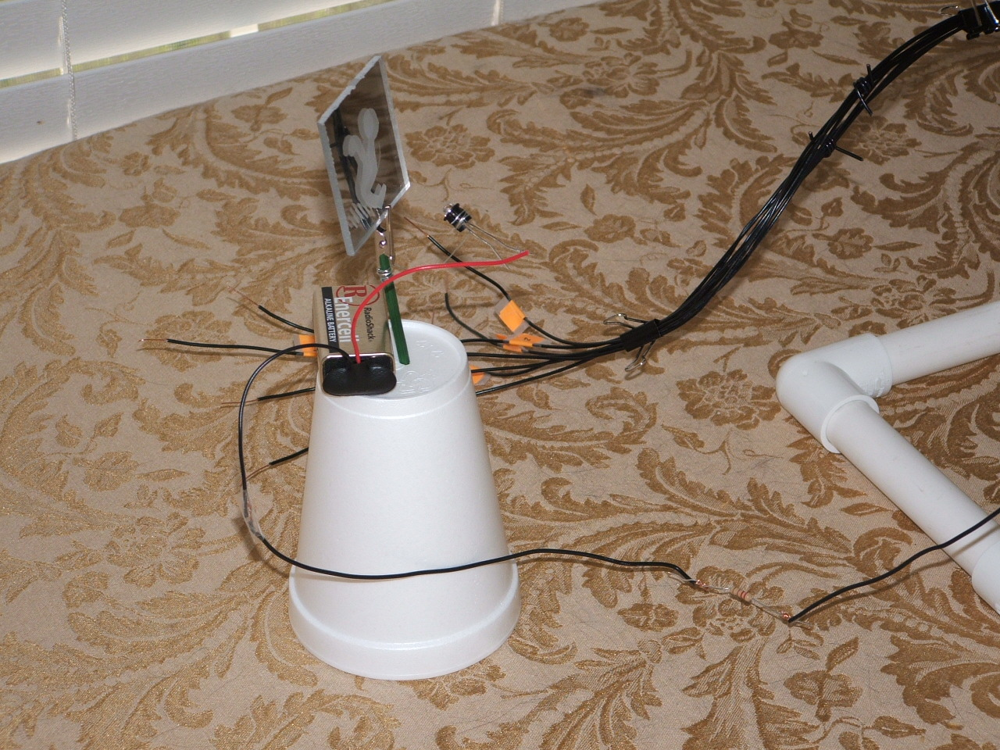 R
RadioShack
Enercell
ALKALINE BATTERY